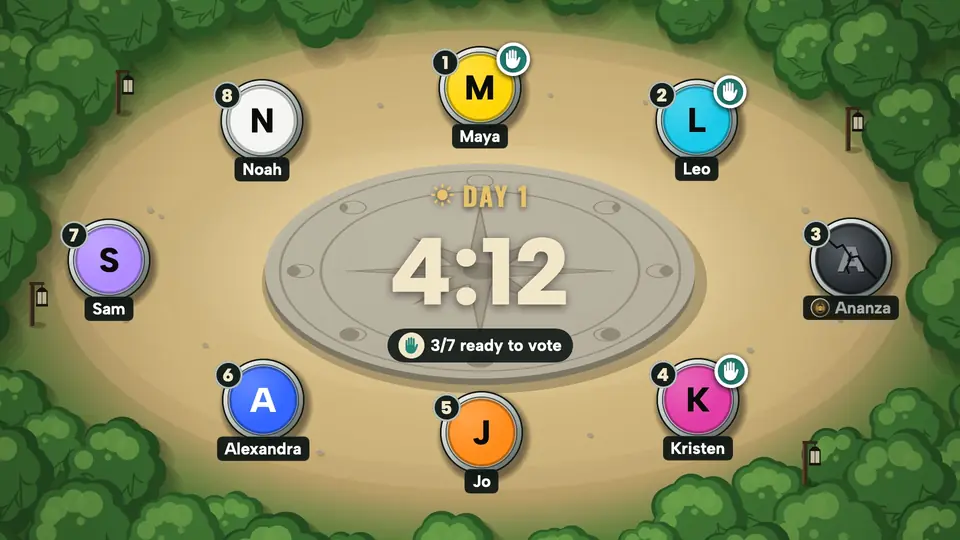 1
M
Maya
2
L
Leo
8
N
Noah
DAY 1
4:12
3/7 ready to vote
7
S
Sam
3
A
Ananza
6
A
Alexandra
5
J
Jo
4
K
Kristen